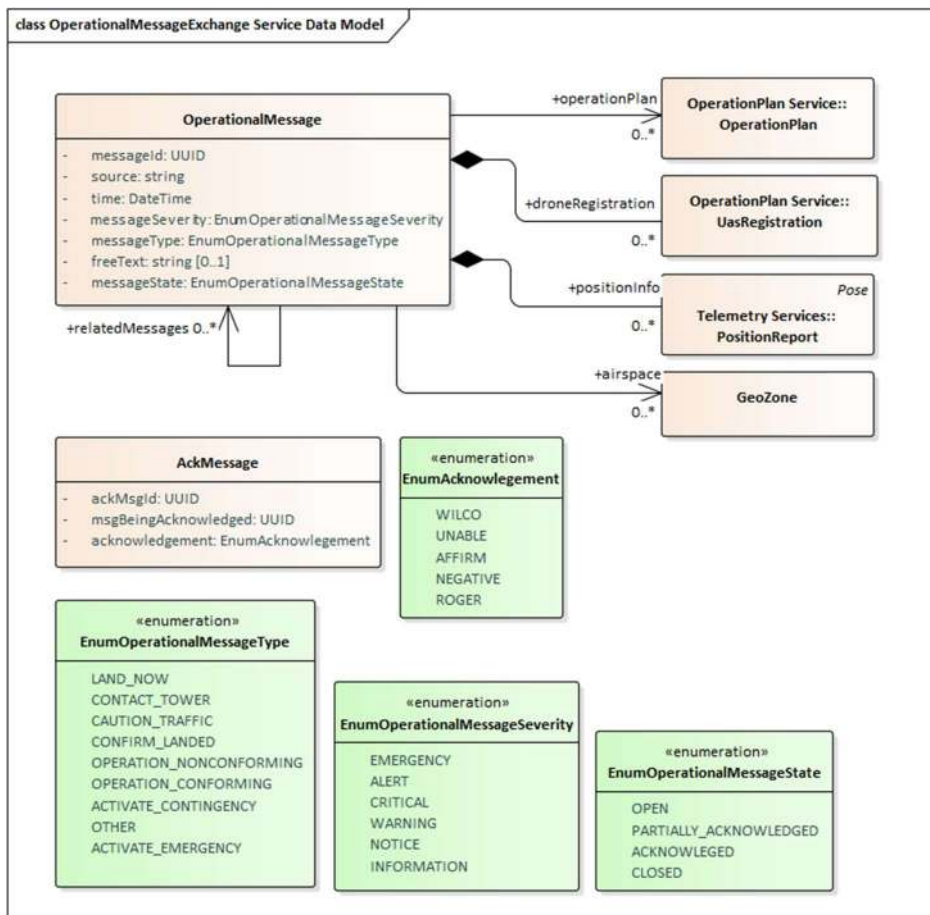 class OperationalMessageExchange Service Data Model
OperationalMessage
- messageId: UUID
- source: string
- time: DateTime
- messageSeverity: EnumOperationalMessageSeverity
- messageType: EnumOperationalMessageType
- freeText: string [0..1]
- messageState: EnumOperationalMessageState
+operationPlan
0..*
OperationPlan Service::
OperationPlan
+droneRegistration
0..*
OperationPlan Service::
UasRegistration
+positionInfo
0..*
Pose
Telemetry Services::
PositionReport
+relatedMessages 0..*
+airspace
0..*
GeoZone
AckMessage
- ackMsgId: UUID
- msgBeingAcknowledged: UUID
- acknowledgement: EnumAcknowlegement
«enumeration»
EnumAcknowlegement
WILCO
UNABLE
AFFIRM
NEGATIVE
ROGER
«enumeration»
EnumOperationalMessageType
LAND_NOW
CONTACT_TOWER
CAUTION_TRAFFIC
CONFIRM_LANDED
OPERATION_NONCONFORMING
OPERATION_CONFORMING
ACTIVATE_CONTINGENCY
OTHER
ACTIVATE_EMERGENCY
«enumeration»
EnumOperationalMessageSeverity
EMERGENCY
ALERT
CRITICAL
WARNING
NOTICE
INFORMATION
«enumeration»
EnumOperationalMessageState
OPEN
PARTIALLY_ACKNOWLEDGED
ACKNOWLEGED
CLOSED